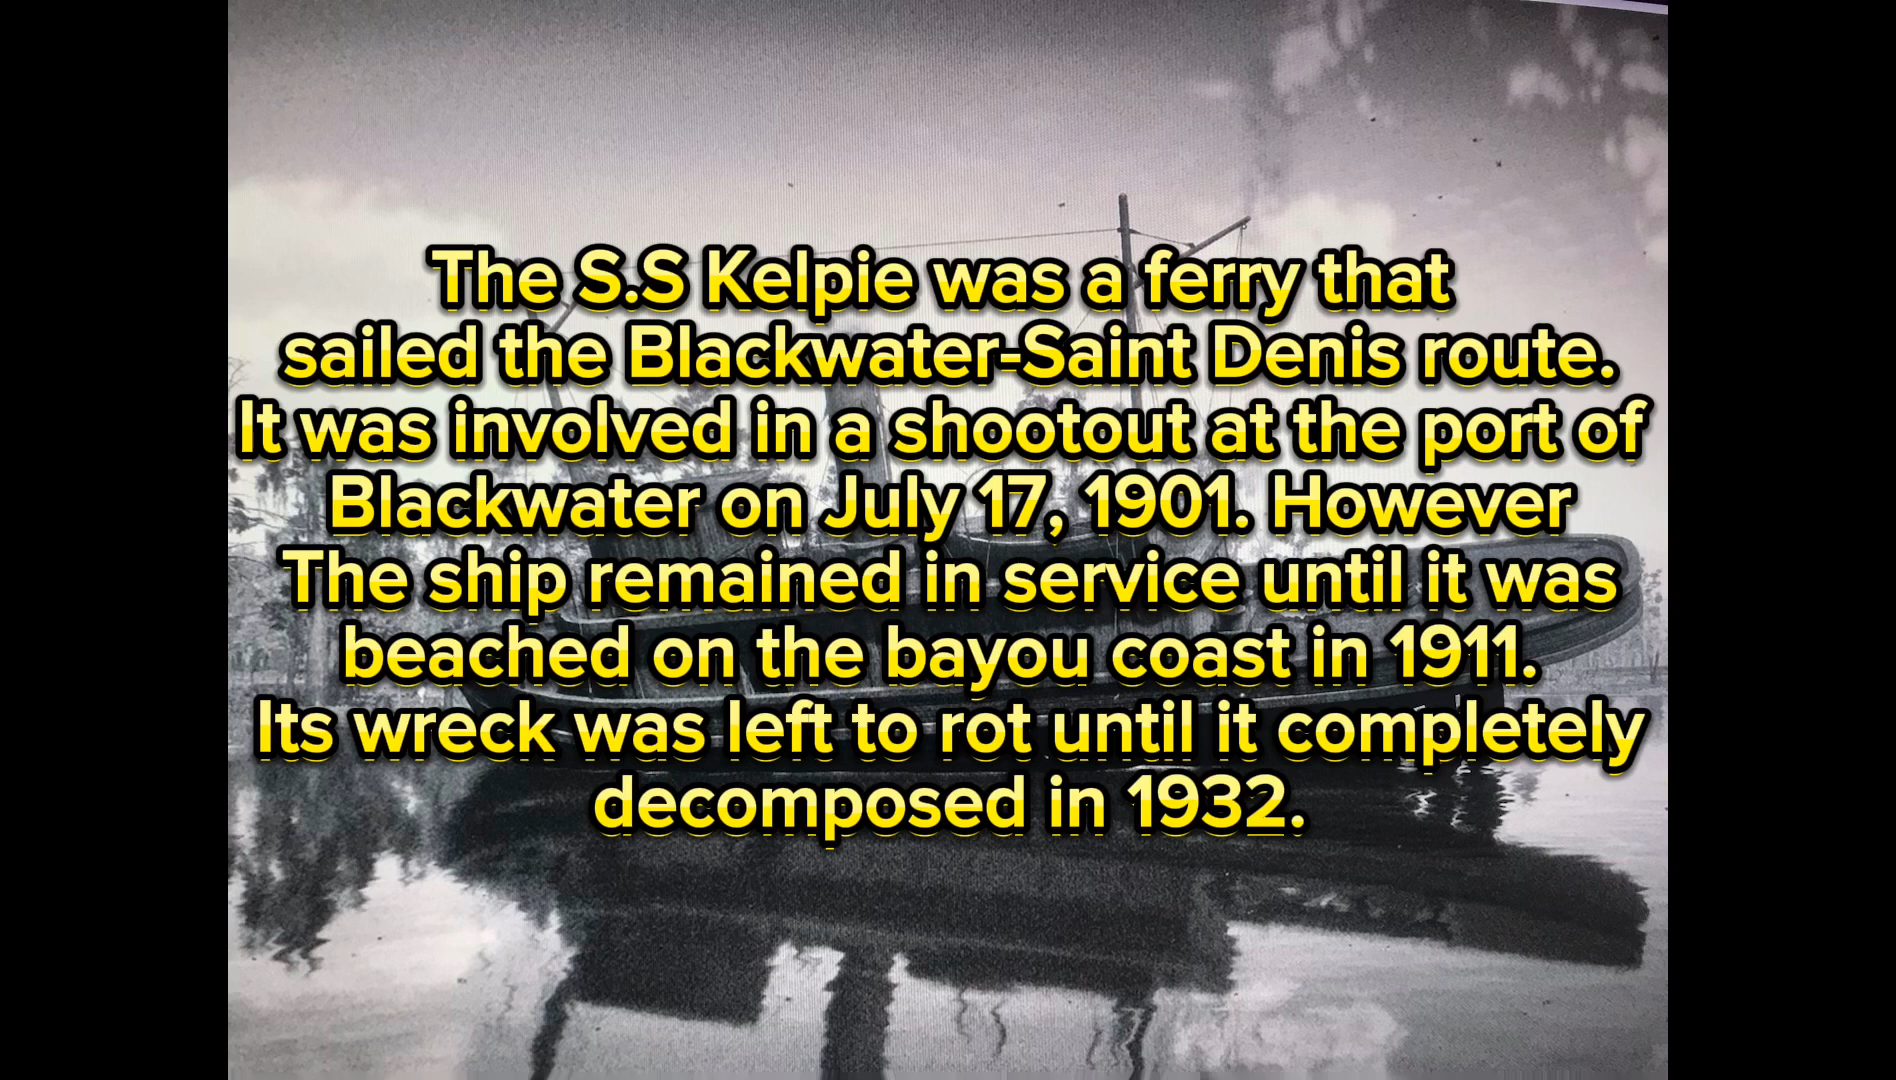 The S.S Kelpie was a ferry that
sailed the Blackwater-Saint Denis route.
It was involved in a shootout at the port of
Blackwater on July 17, 1901. However
The ship remained in service until it was
beached on the bayou coast in 1911.
Its wreck was left to rot until it completely
decomposed in 1932.